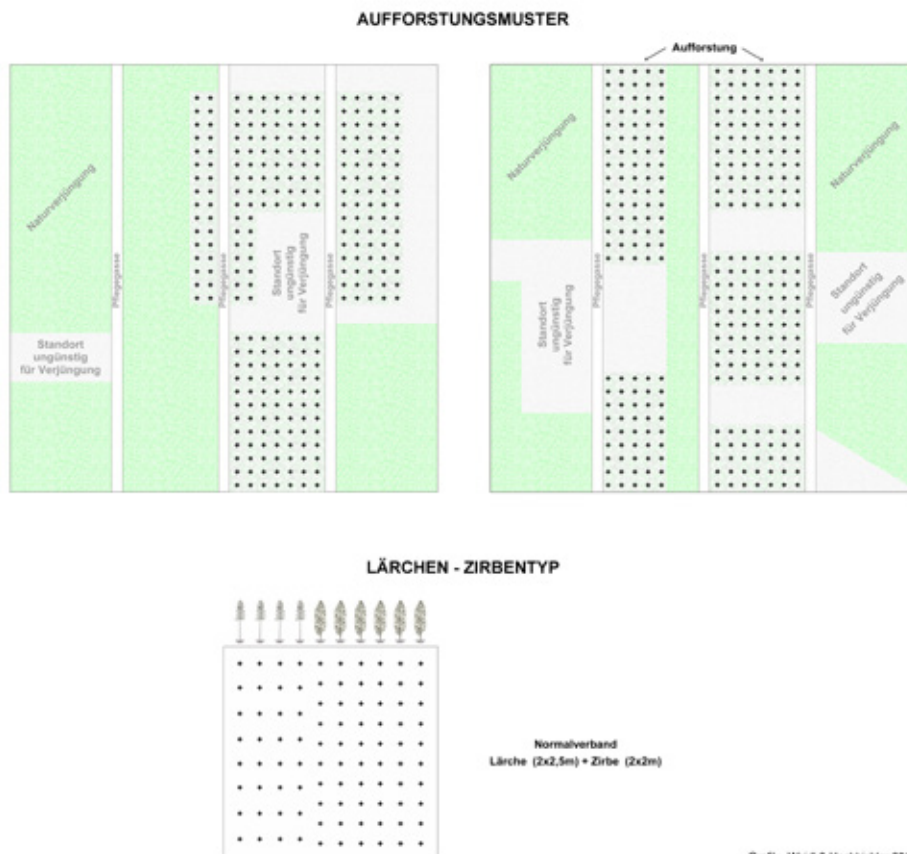 AUFFORSTUNGSMUSTER
Aufforstung
Naturverjüngung
Standort
ungünstig
für Verjüngung
Pflegegasse
Pflegegasse
Standort
ungünstig
für Verjüngung
Pflegegasse
Naturverjüngung
Standort
ungünstig
für Verjüngung
Pflegegasse
Pflegegasse
Pflegegasse
Naturverjüngung
Standort
ungünstig
für Verjüngung
LÄRCHEN - ZIRBENTYP
Normalverband
Lärche (2x2,5m) + Zirbe (2x2m)